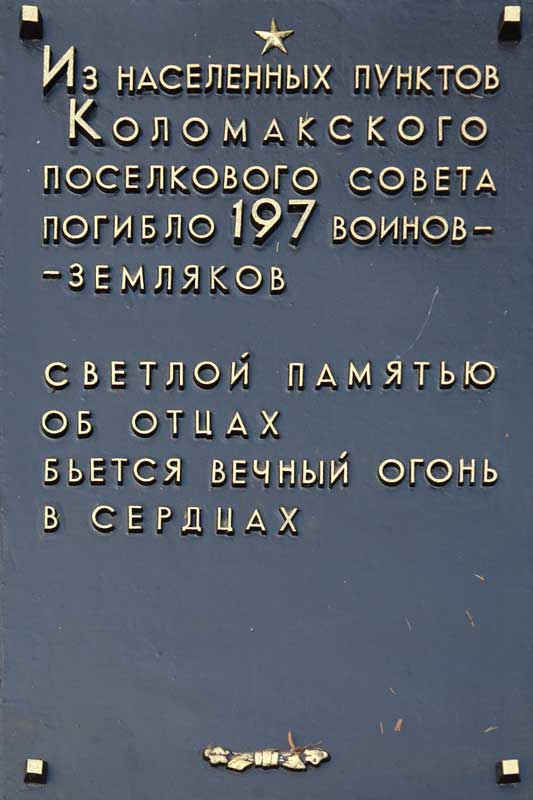 Из населенных пунктов
Коломакского
поселкового совета
погибло 197 воинов-
-земляков
светлой памятью
об отцах
бьется вечный огонь
в сердцах